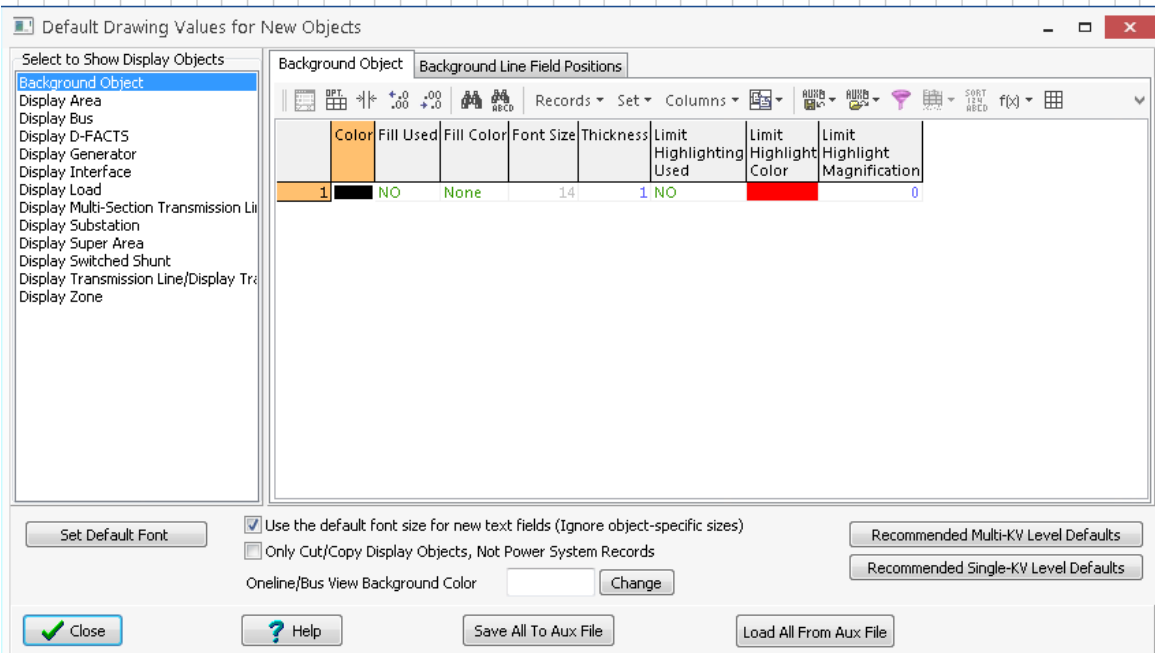 Default Drawing Values for New Objects
Select to Show Display Objects
Background Object
Display Area
Display Bus
Display D-FACTS
Display Generator
Display Interface
Display Load
Display Multi-Section Transmission Li
Display Substation
Display Super Area
Display Switched Shunt
Display Transmission Line/Display Tra
Display Zone
Background Object
Background Line Field Positions
Records Set Columns f(x)
Color Fill Used Fill Color Font Size Thickness Limit Highlighting Used Limit Highlight Color Limit Highlight Magnification
1 NO None 14 1 NO 0
Set Default Font
Use the default font size for new text fields (Ignore object-specific sizes)
Only Cut/Copy Display Objects, Not Power System Records
Oneline/Bus View Background Color
Change
Recommended Multi-KV Level Defaults
Recommended Single-KV Level Defaults
Close
? Help
Save All To Aux File
Load All From Aux File